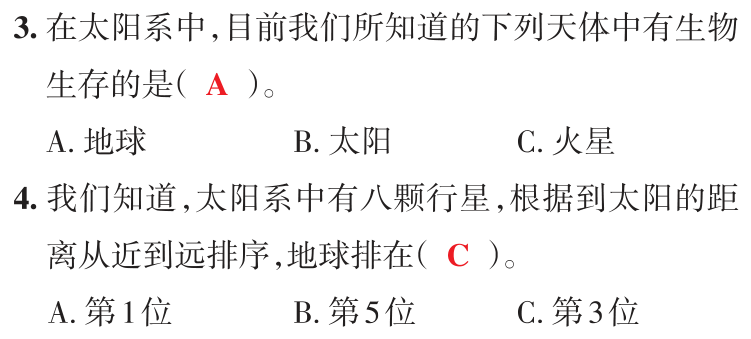 3. 在太阳系中,目前我们所知道的下列天体中有生物
生存的是( A )。
A. 地球 B. 太阳 C. 火星
4. 我们知道,太阳系中有八颗行星,根据到太阳的距
离从近到远排序,地球排在( C )。
A. 第1位 B. 第5位 C. 第3位